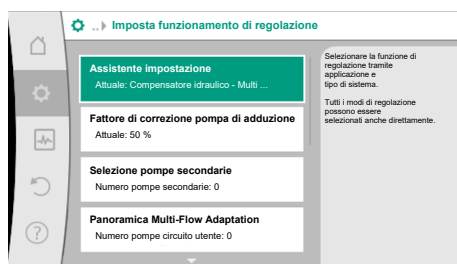 ..▸ Imposta funzionamento di regolazione
Assistente impostazione
Attuale: Compensatore idraulico - Multi ...
Fattore di correzione pompa di adduzione
Attuale: 50 %
Selezione pompe secondarie
Numero pompe secondarie: 0
Panoramica Multi-Flow Adaptation
Numero pompe circuito utente: 0
Selezionare la funzione di
regolazione tramite
applicazione e
tipo di sistema.
Tutti i modi di regolazione
possono essere
selezionati anche direttamente.